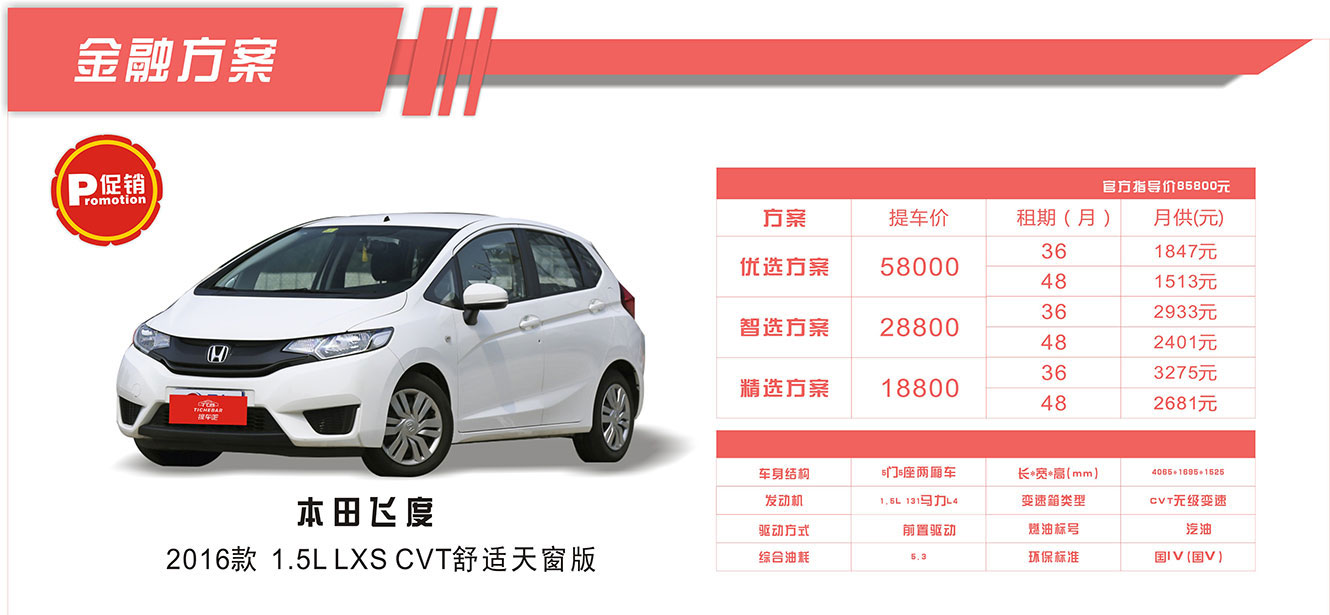 金融方案
P促销
romotion
TICHEBAR
提车吧
本田飞度
2016款 1.5L LXS CVT舒适天窗版
官方指导价85800元
方案 提车价 租期(月) 月供(元)
优选方案 58000 36 1847元
48 1513元
智选方案 28800 36 2933元
48 2401元
精选方案 18800 36 3275元
48 2681元
车身结构 5门5座两厢车 长*宽*高(mm) 4065*1695*1525
发动机 1.5L 131马力L4 变速箱类型 CVT无级变速
驱动方式 前置驱动 燃油标号 汽油
综合油耗 5.3 环保标准 国IV(国V)